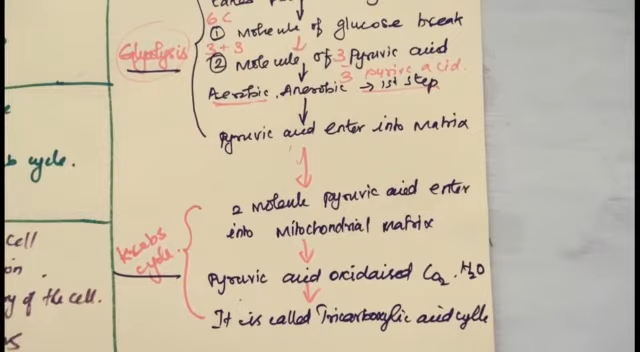 6C
① Molecule of glucose break
3 + 3
② Molecule of 3 Pyruvic acid
3 pyrive acid.
Aerobic, Anerobic → 1st step
Pyruvic acid enter into Matrix
Glycolysis
2 Molecule Pyruvic acid enter
into Mitochondrial matrix
Krebs
cycle.
Pyruvic acid oxidaised Co2. H2O
It is called Tricarboxylic acid cylle
cycle.
cell
y of the cell.